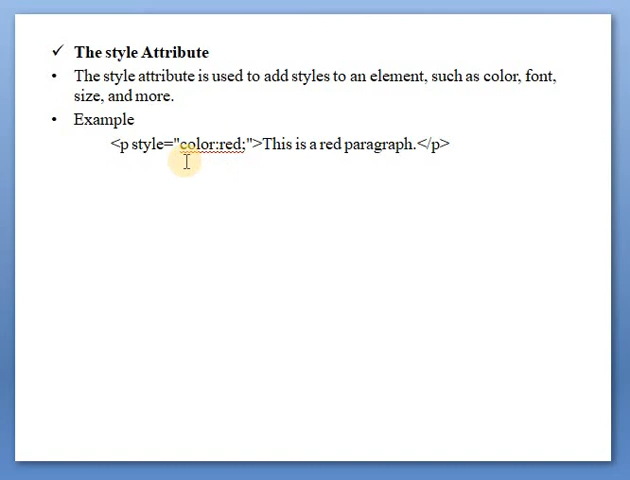 ✓ The style Attribute
• The style attribute is used to add styles to an element, such as color, font,
size, and more.
• Example
<p style="color:red;">This is a red paragraph.</p>